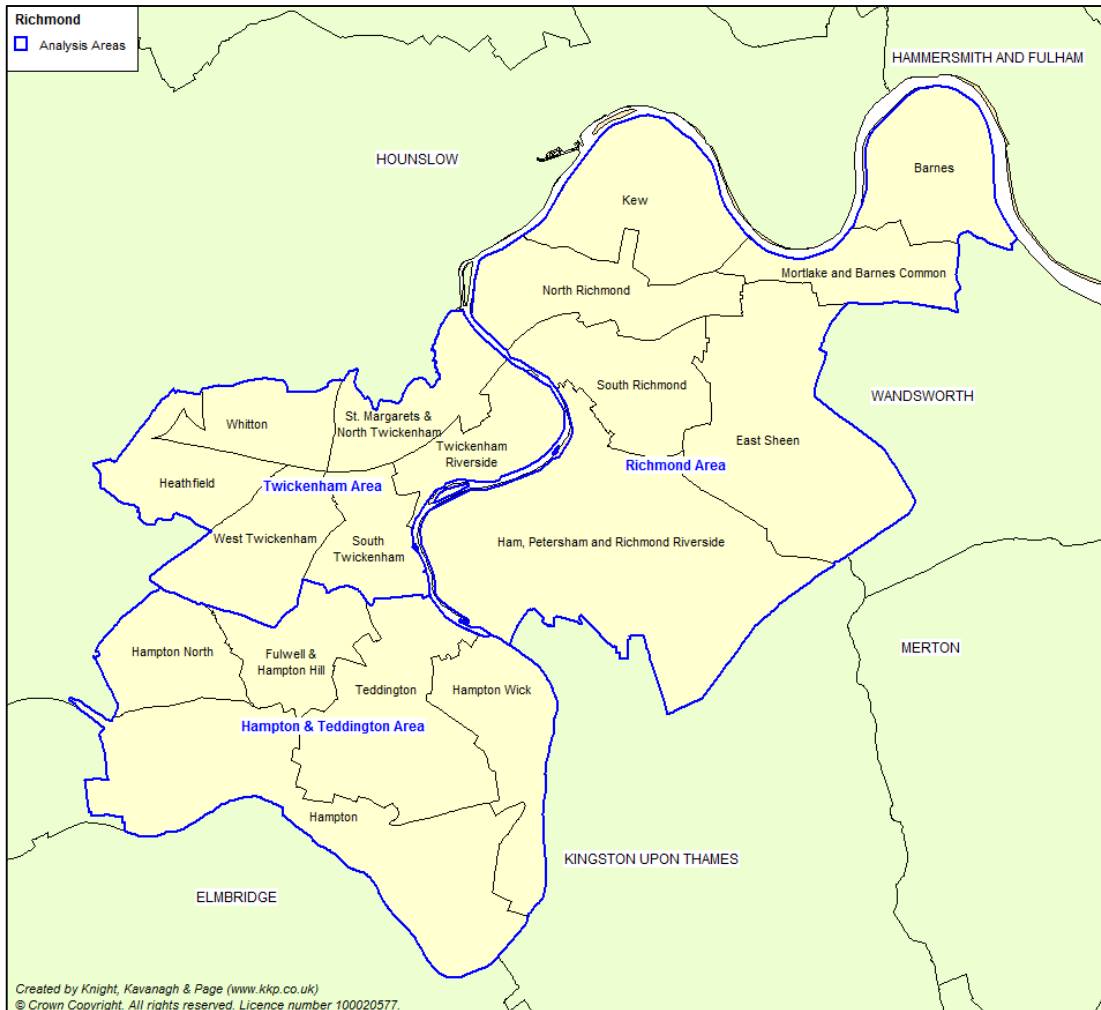 Richmond
Analysis Areas
HAMMERSMITH AND FULHAM
HOUNSLOW
Barnes
Kew
Mortlake and Barnes Common
North Richmond
South Richmond
WANDSWORTH
St. Margarets &
North Twickenham
Whitton
Twickenham
Riverside
East Sheen
Richmond Area
Heathfield
Twickenham Area
West Twickenham
South
Twickenham
Ham, Petersham and Richmond Riverside
MERTON
Hampton North
Fulwell &
Hampton Hill
Teddington
Hampton Wick
Hampton & Teddington Area
Hampton
KINGSTON UPON THAMES
ELMBRIDGE
Created by Knight, Kavanagh & Page (www.kkp.co.uk)
© Crown Copyright. All rights reserved. Licence number 100020577.